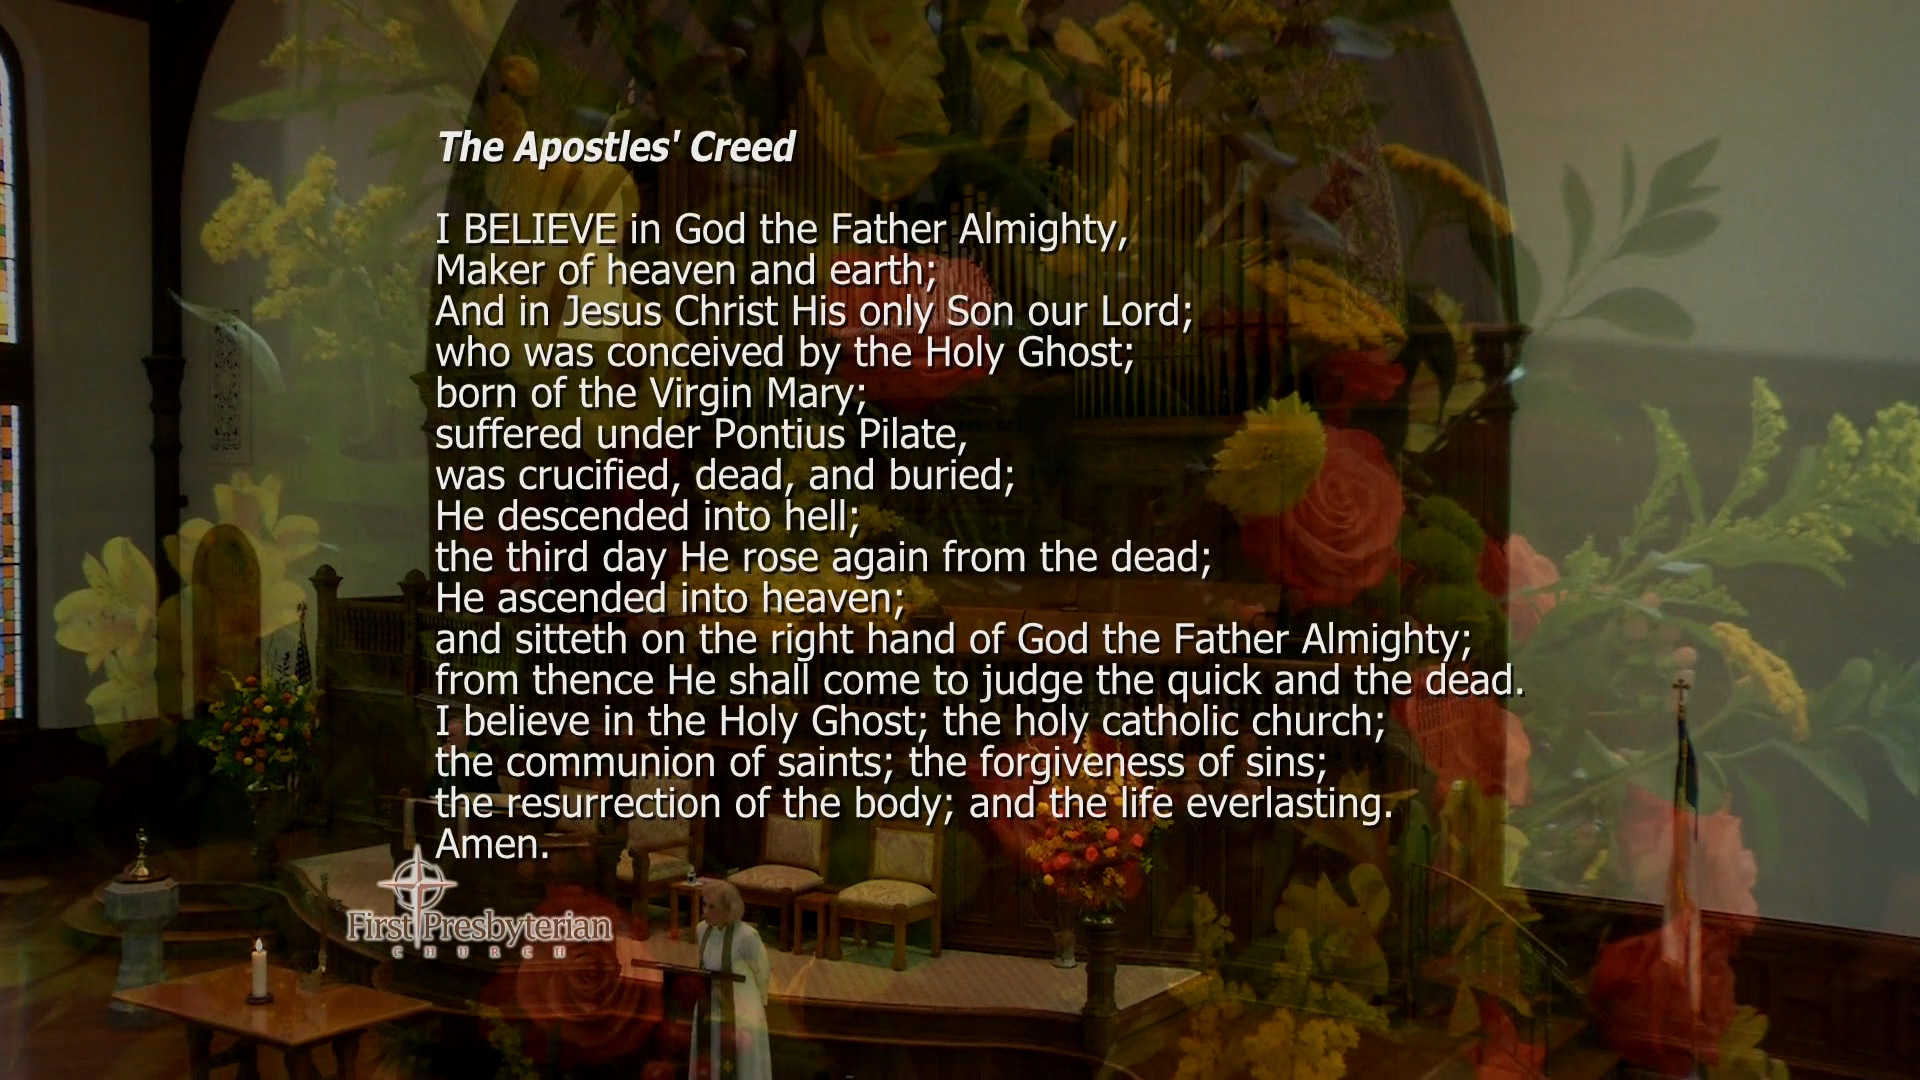 The Apostles' Creed
I BELIEVE in God the Father Almighty,
Maker of heaven and earth;
And in Jesus Christ His only Son our Lord;
who was conceived by the Holy Ghost;
born of the Virgin Mary;
suffered under Pontius Pilate,
was crucified, dead, and buried;
He descended into hell;
the third day He rose again from the dead;
He ascended into heaven;
and sitteth on the right hand of God the Father Almighty;
from thence He shall come to judge the quick and the dead.
I believe in the Holy Ghost; the holy catholic church;
the communion of saints; the forgiveness of sins;
the resurrection of the body; and the life everlasting.
Amen.
First Presbyterian
CHURCH